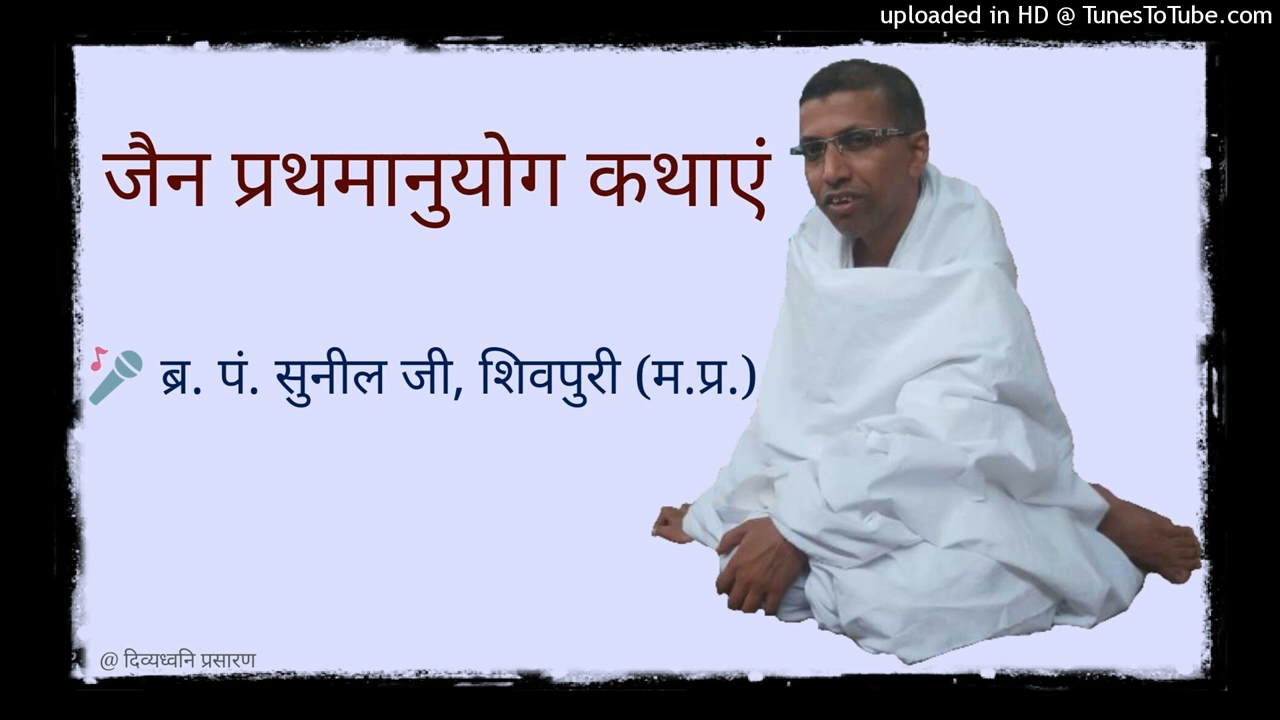 uploaded in HD @ TunesToTube.com
जैन प्रथमानुयोग कथाएं
ब्र. पं. सुनील जी, शिवपुरी (म.प्र.)
@ दिव्यध्वनि प्रसारण